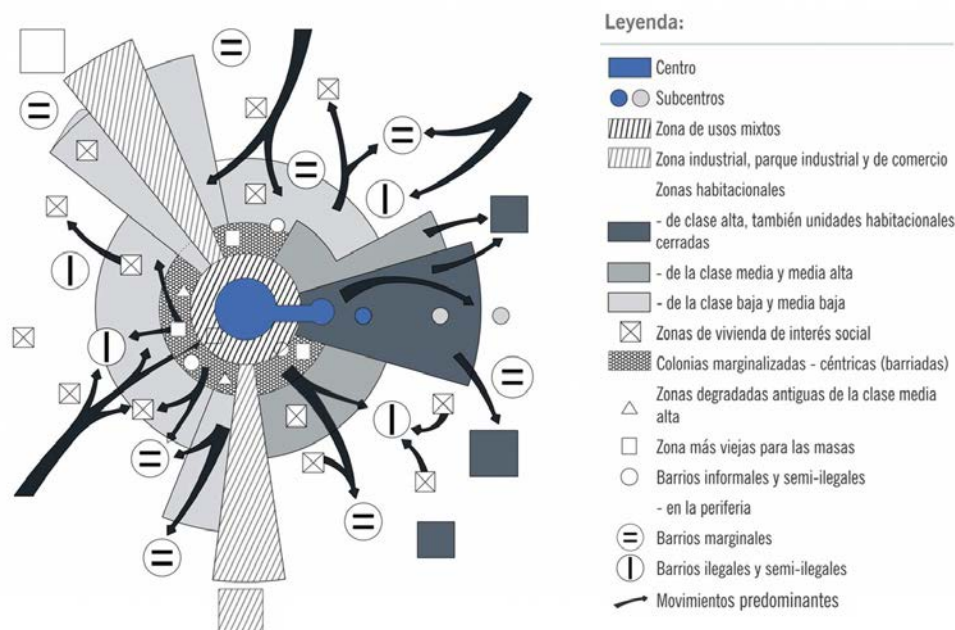 Leyenda:
Centro
Subcentros
Zona de usos mixtos
Zona industrial, parque industrial y de comercio
Zonas habitacionales
- de clase alta, también unidades habitacionales
cerradas
- de la clase media y media alta
- de la clase baja y media baja
Zonas de vivienda de interés social
Colonias marginalizadas - céntricas (barriadas)
Zonas degradadas antiguas de la clase media
alta
Zona más viejas para las masas
Barrios informales y semi-ilegales
- en la periferia
Barrios marginales
Barrios ilegales y semi-ilegales
Movimientos predominantes